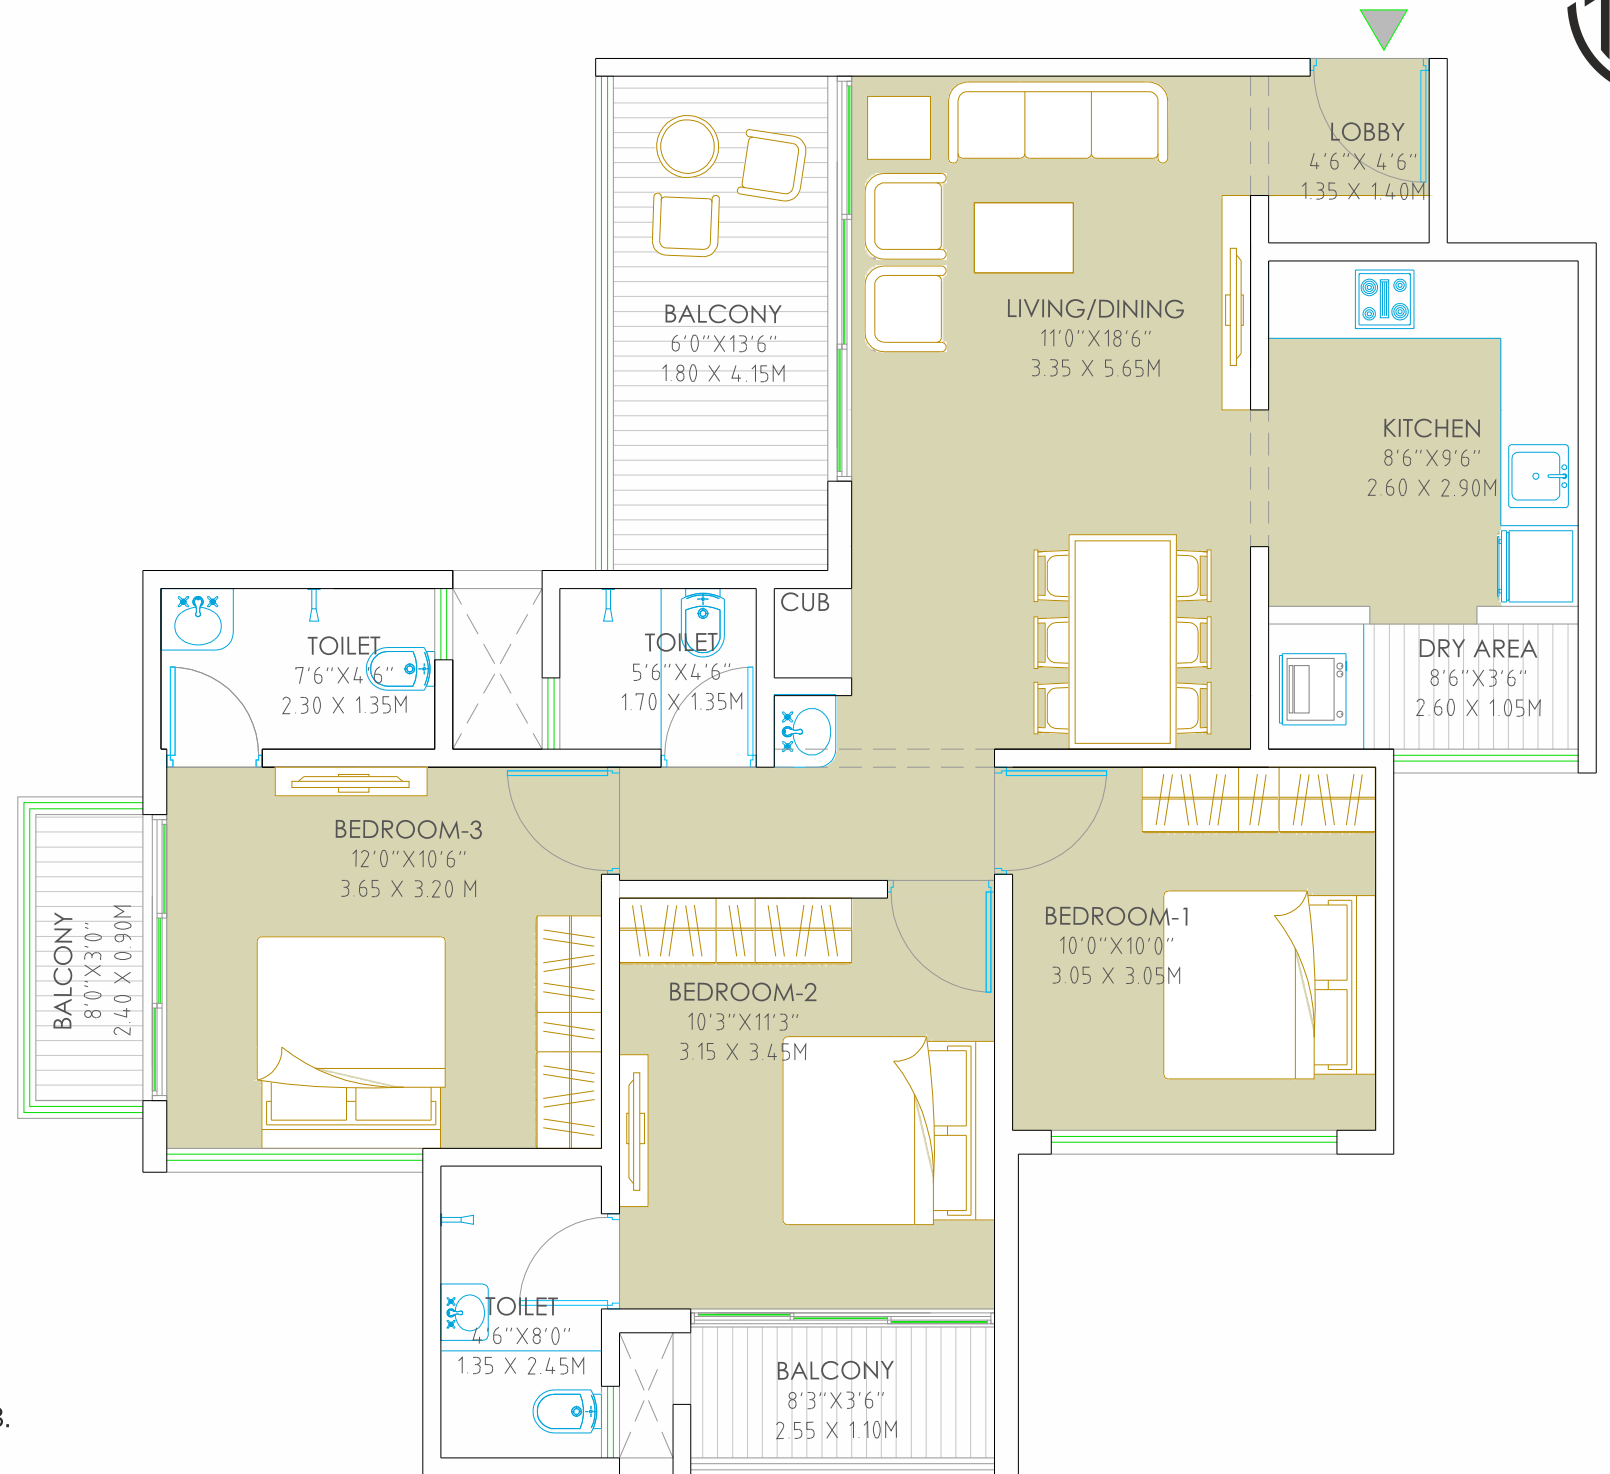 LOBBY
4'6"X 4'6"
1.35 X 1.40M
BALCONY
6'0"X13'6"
1.80 X 4.15M
LIVING/DINING
11'0"X18'6"
3.35 X 5.65M
KITCHEN
8'6"X9'6"
2.60 X 2.90M
CUB
TOILET
7'6"X4'6"
2.30 X 1.35M
TOILET
5'6"X4'6"
1.70 X 1.35M
DRY AREA
8'6"X3'6"
2.60 X 1.05M
BEDROOM-3
12'0"X10'6"
3.65 X 3.20 M
BALCONY
8'0"X3'0"
2.40 X 0.90M
BEDROOM-2
10'3"X11'3"
3.15 X 3.45M
BEDROOM-1
10'0"X10'0"
3.05 X 3.05M
TOILET
4'6"X8'0"
1.35 X 2.45M
BALCONY
8'3"X3'6"
2.55 X 1.10M